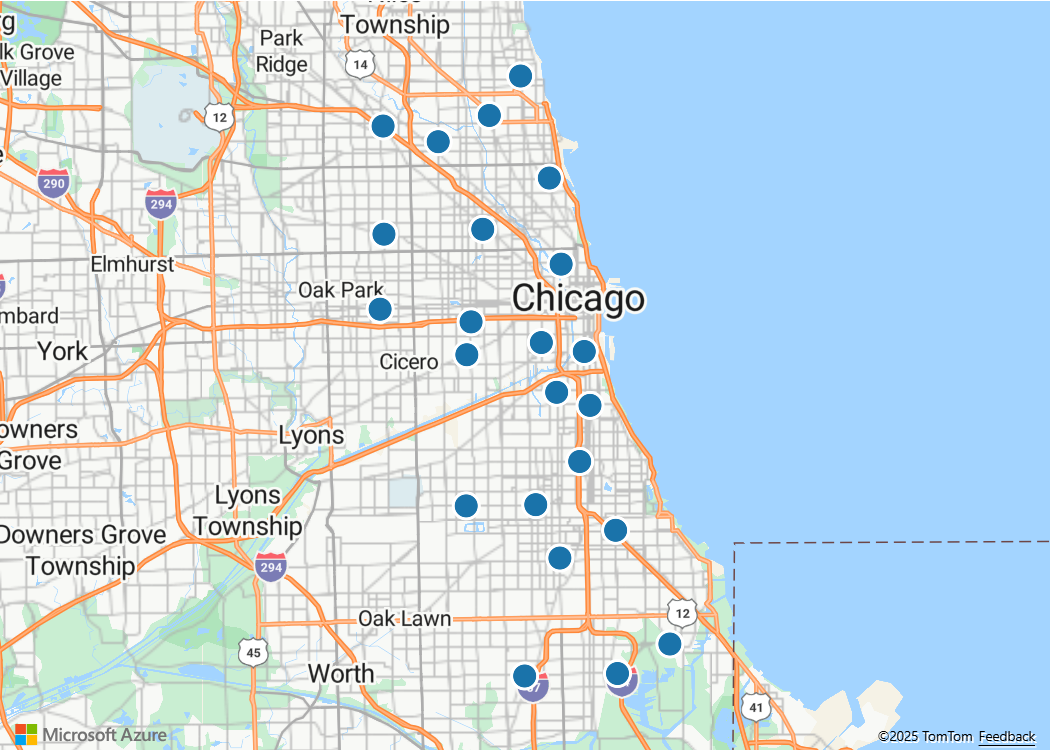 Township
Park
Ridge
14
lk Grove
Village
12
290
294
Elmhurst
Oak Park
Chicago
mbard
York
Cicero
owners
Grove
Lyons
Lyons
Township
Downers Grove
Township
294
Oak Lawn
12
45
Worth
41
Microsoft Azure
©2025 TomTom Feedback